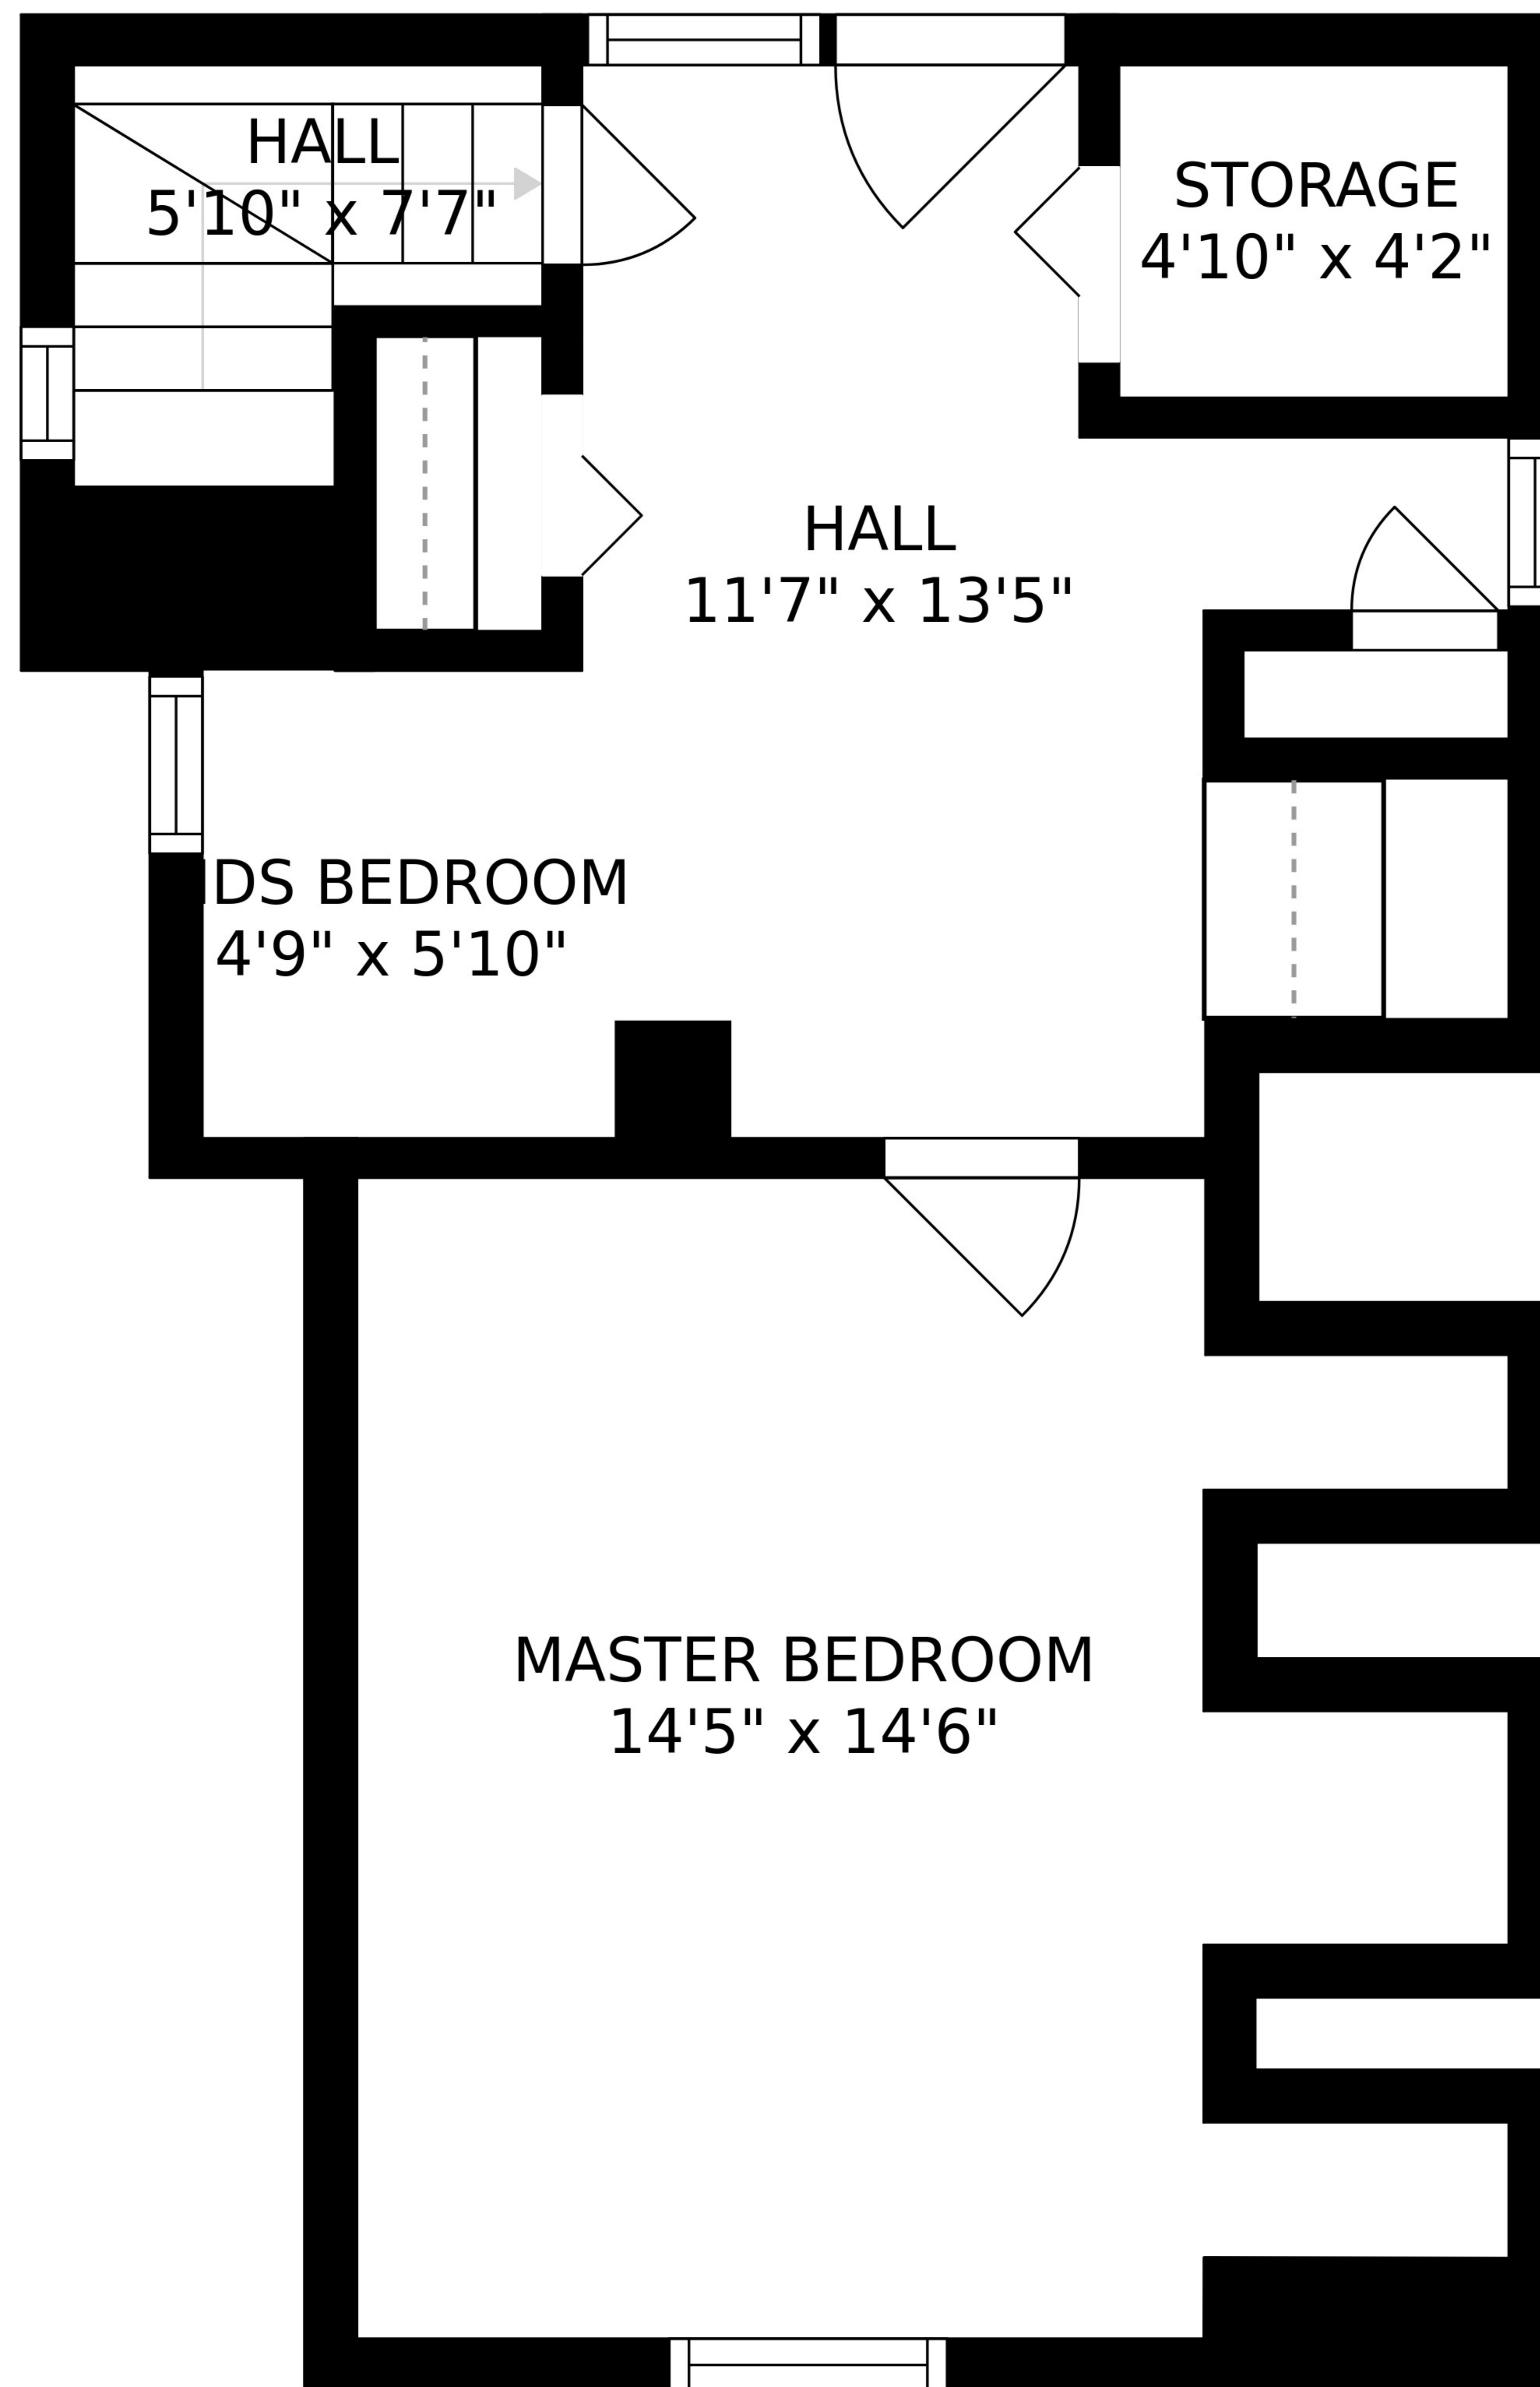 HALL
5'10" x 7'7"
STORAGE
4'10" x 4'2"
HALL
11'7" x 13'5"
DS BEDROOM
4'9" x 5'10"
MASTER BEDROOM
14'5" x 14'6"